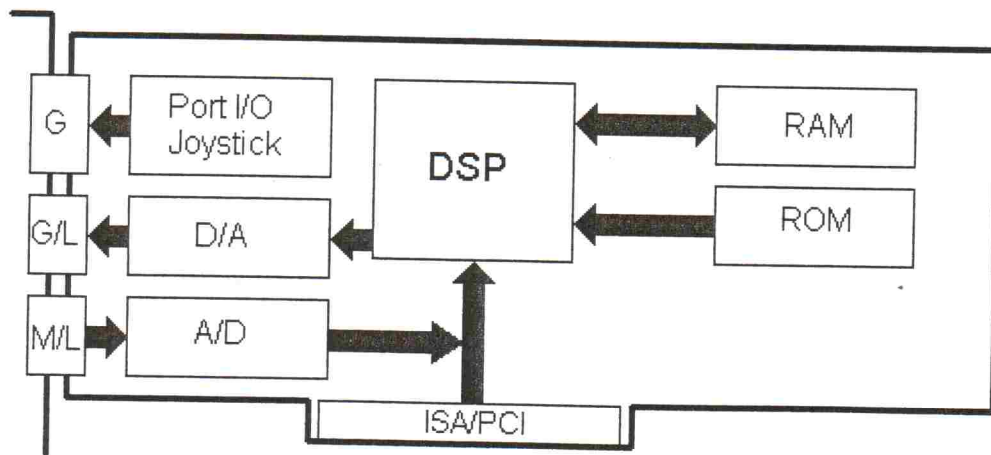 G
Port I/O
Joystick
DSP
RAM
G/L
D/A
ROM
M/L
A/D
ISA/PCI